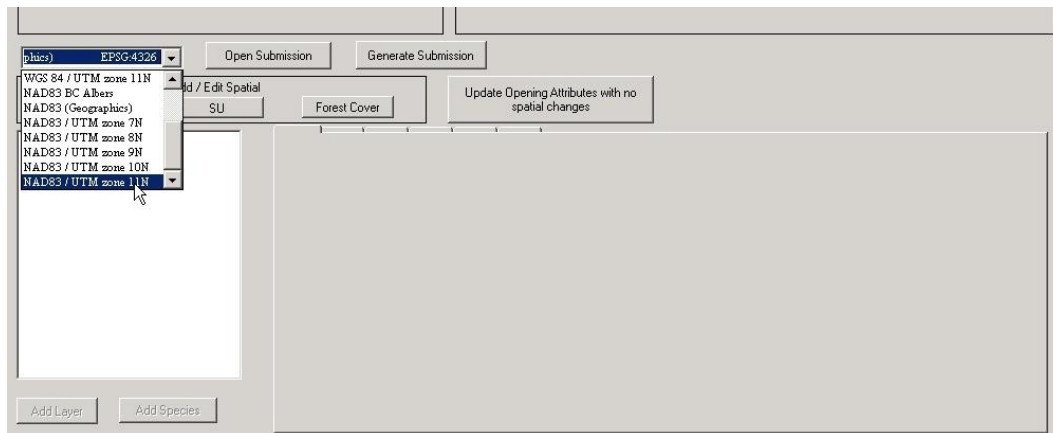 phics) EPSG:4326
Open Submission
Generate Submission
WGS 84 / UTM zone 11N
NAD83 BC Albers
NAD83 (Geographics)
NAD83 / UTM zone 7N
NAD83 / UTM zone 8N
NAD83 / UTM zone 9N
NAD83 / UTM zone 10N
NAD83 / UTM zone 11N
dd / Edit Spatial
SU
Forest Cover
Update Opening Attributes with no
spatial changes
Add Layer
Add Species